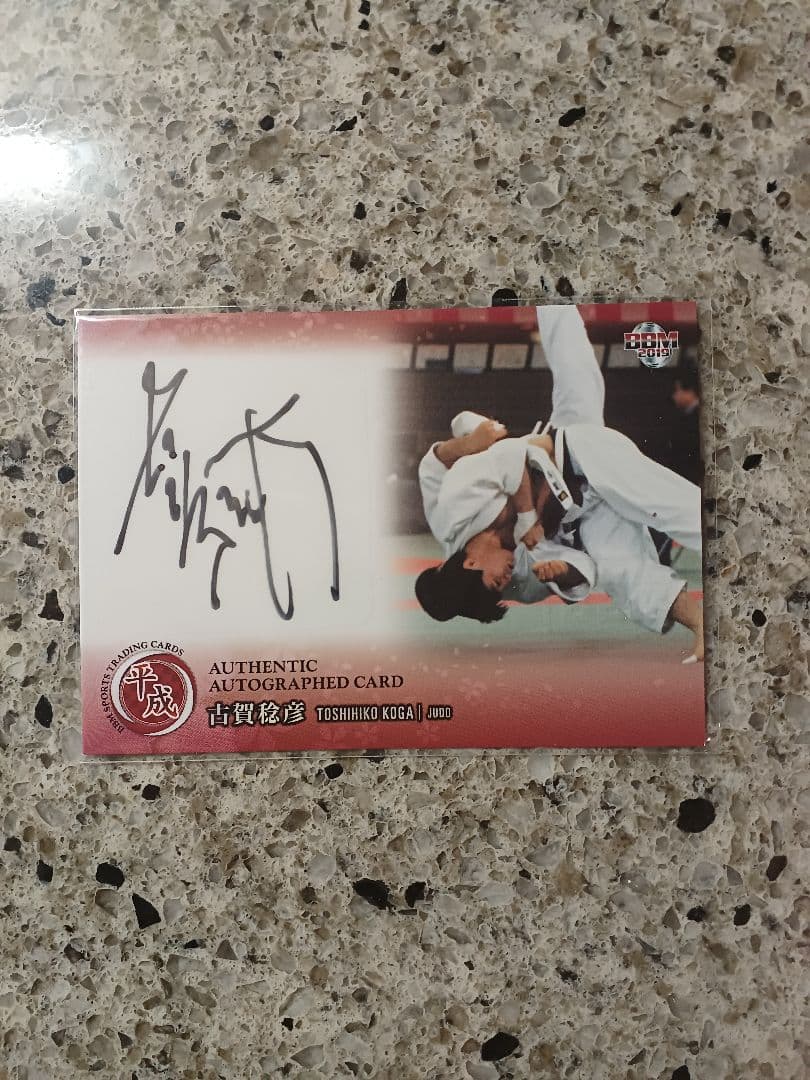 BBM
2019
BBM SPORTS TRADING CARDS
平成
AUTHENTIC
AUTOGRAPHED CARD
古賀稔彦 TOSHIHIKO KOGA | JUDO